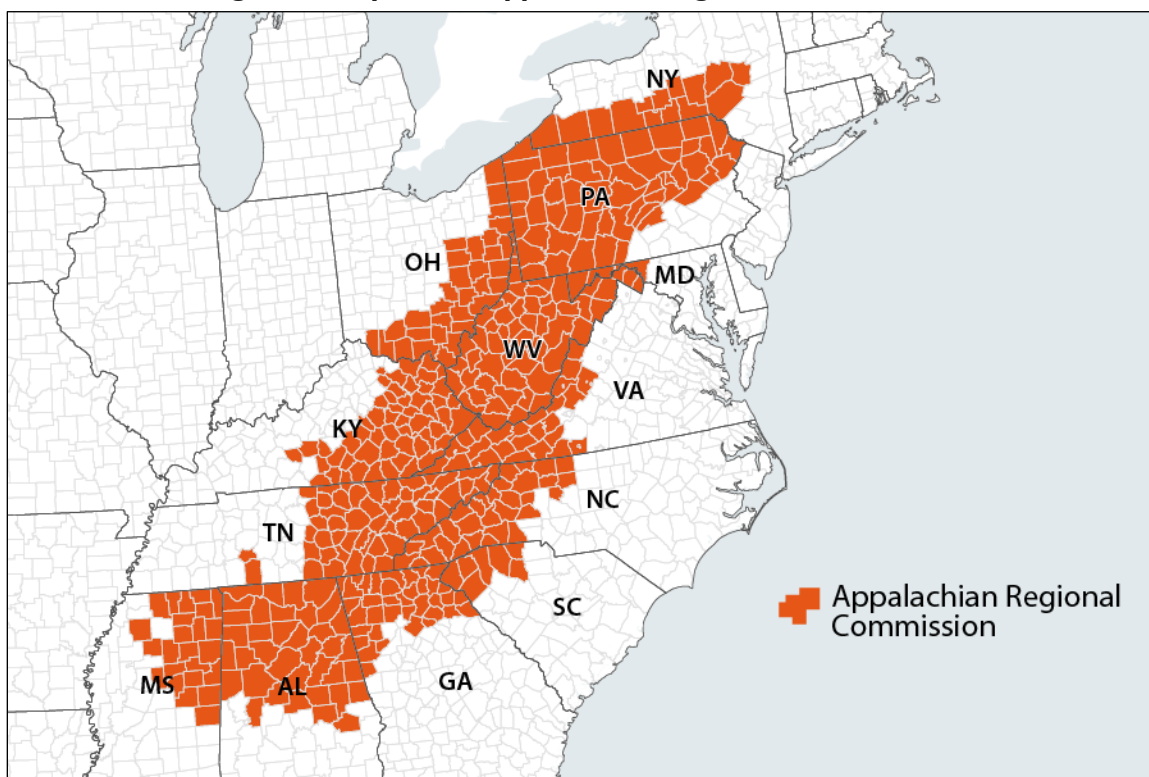 NY
PA
OH
MD
WV
VA
KY
NC
TN
SC
MS
AL
GA
Appalachian Regional
Commission